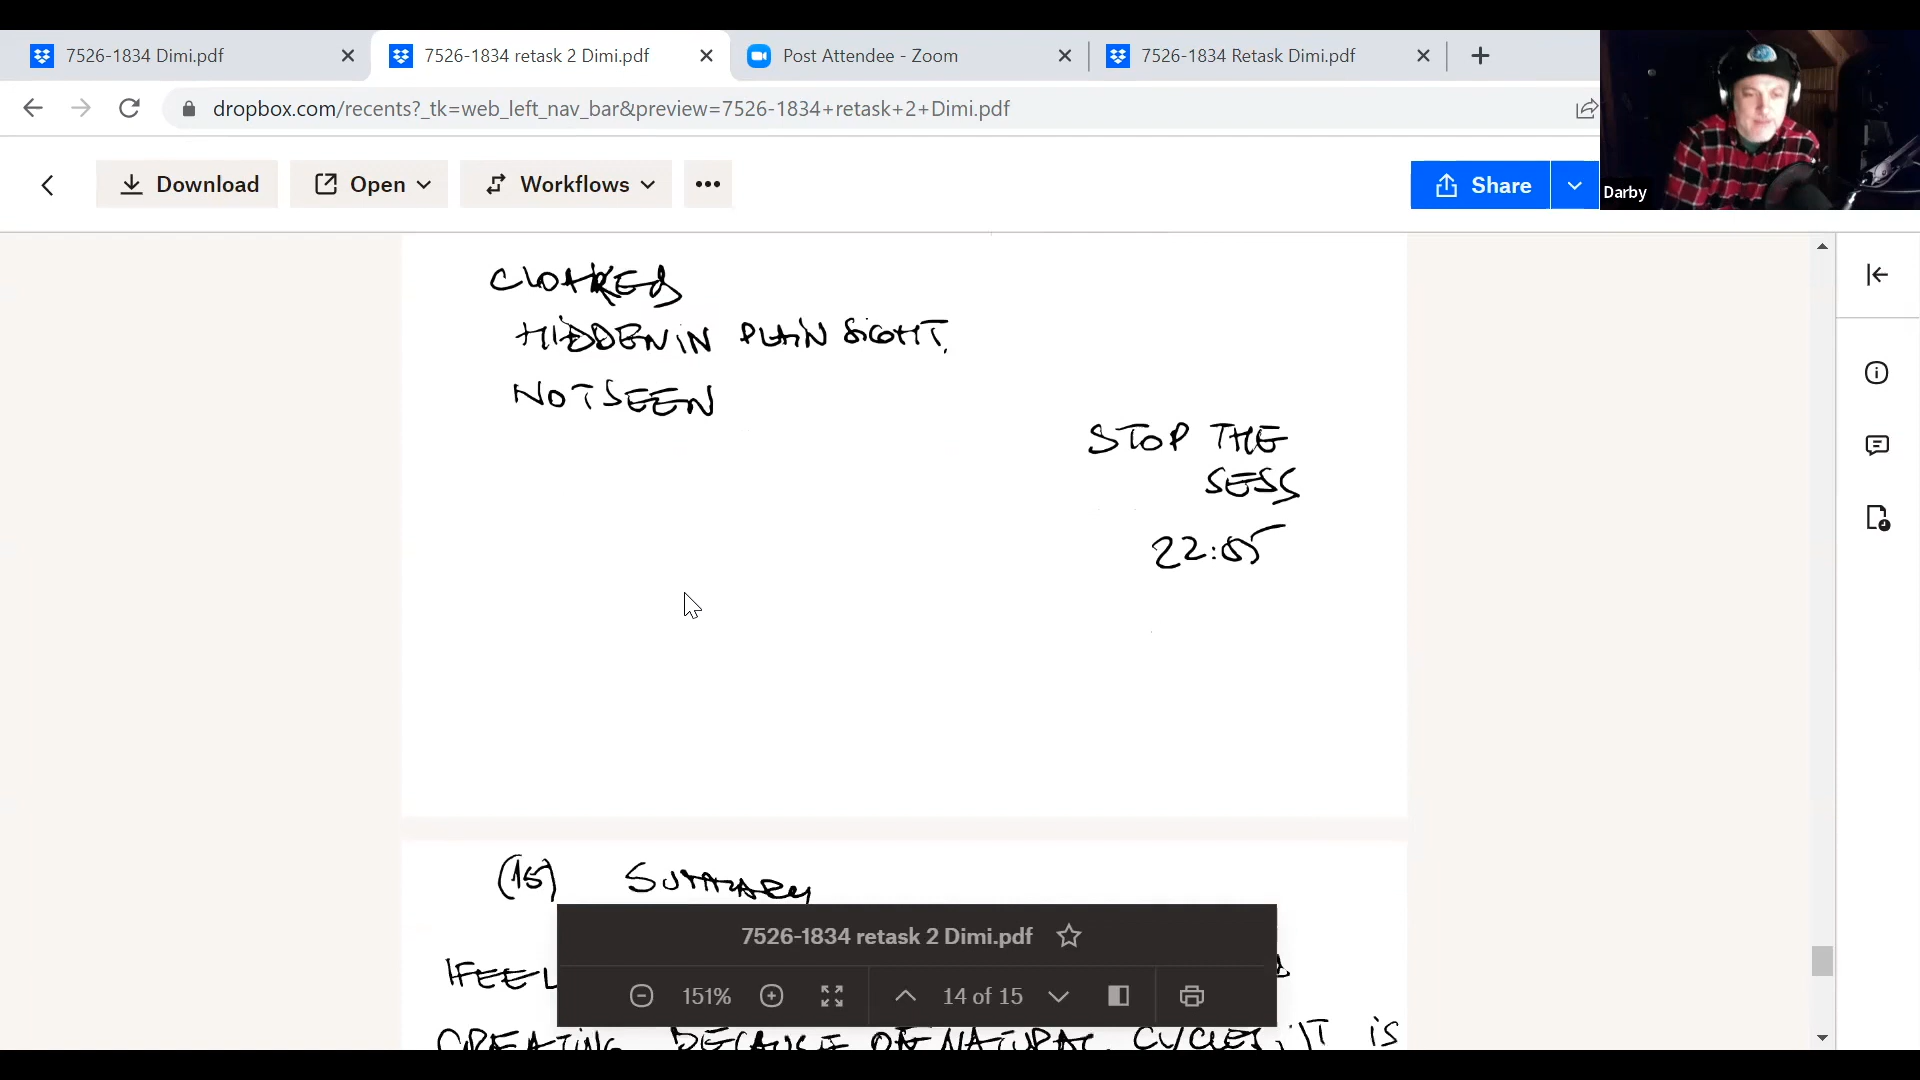 7526-1834 Dimi.pdf
7526-1834 retask 2 Dimi.pdf
Post Attendee - Zoom
7526-1834 Retask Dimi.pdf
dropbox.com/recents?_tk=web_left_nav_bar&preview=7526-1834+retask+2+Dimi.pdf
Download
Open
Workflows
Share
Darby
CLOAKED
HIDDEN IN PLAIN SIGHT.
NOT SEEN
STOP THE
SESS
22:05
(15) SUMMARY
7526-1834 retask 2 Dimi.pdf
I FEEL
151%
14 of 15
CREATING BECAUSE OF NATURAL CYCLES, IT IS